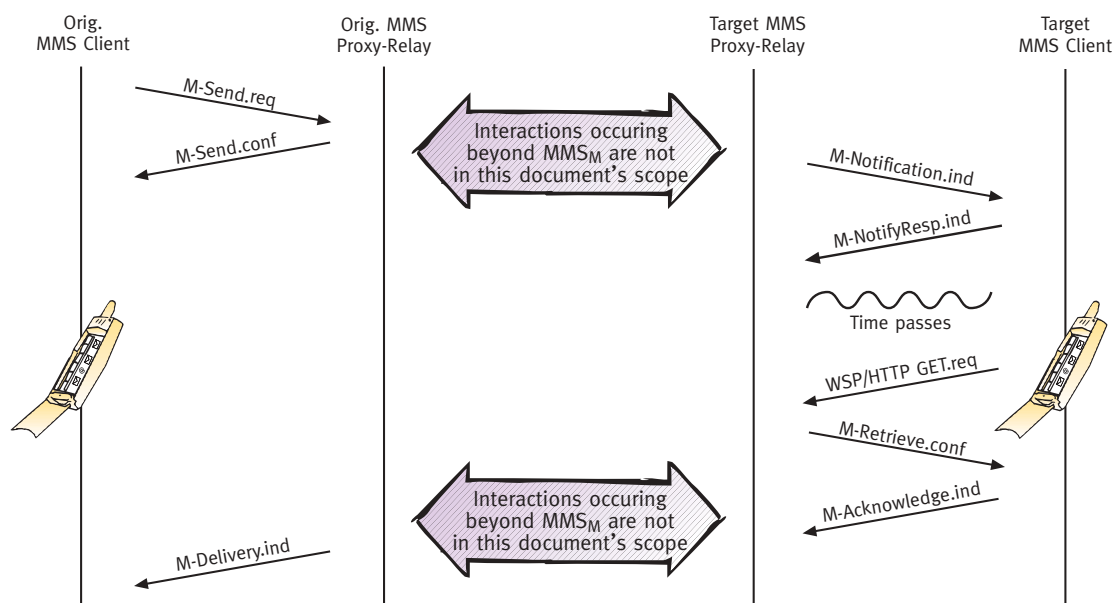 Orig.
MMS Client
Orig. MMS
Proxy-Relay
Target MMS
Proxy-Relay
Target
MMS Client
M-Send.req
M-Send.conf
Interactions occuring
beyond MMSM are not
in this document's scope
M-Notification.ind
M-NotifyResp.ind
Time passes
WSP/HTTP GET.req
M-Retrieve.conf
M-Acknowledge.ind
Interactions occuring
beyond MMSM are not
in this document's scope
M-Delivery.ind